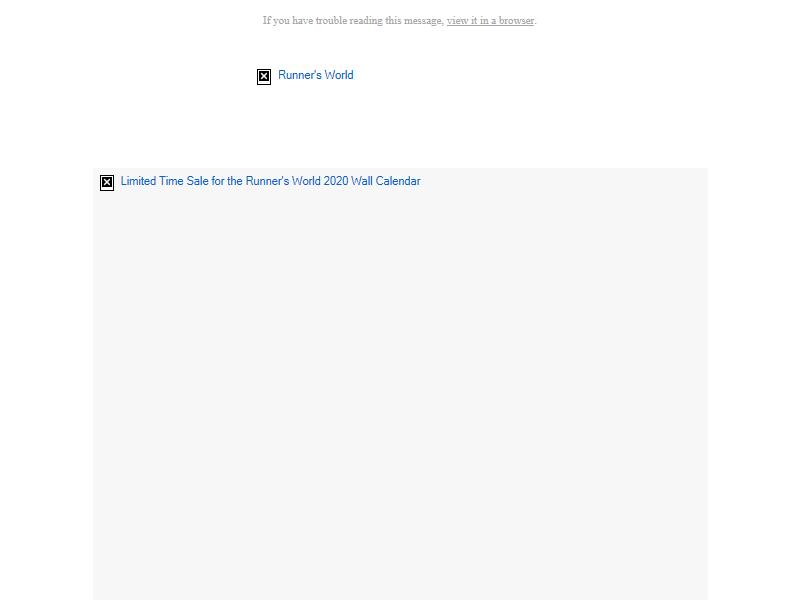 If you have trouble reading this message, view it in a browser.
Runner's World
Limited Time Sale for the Runner's World 2020 Wall Calendar